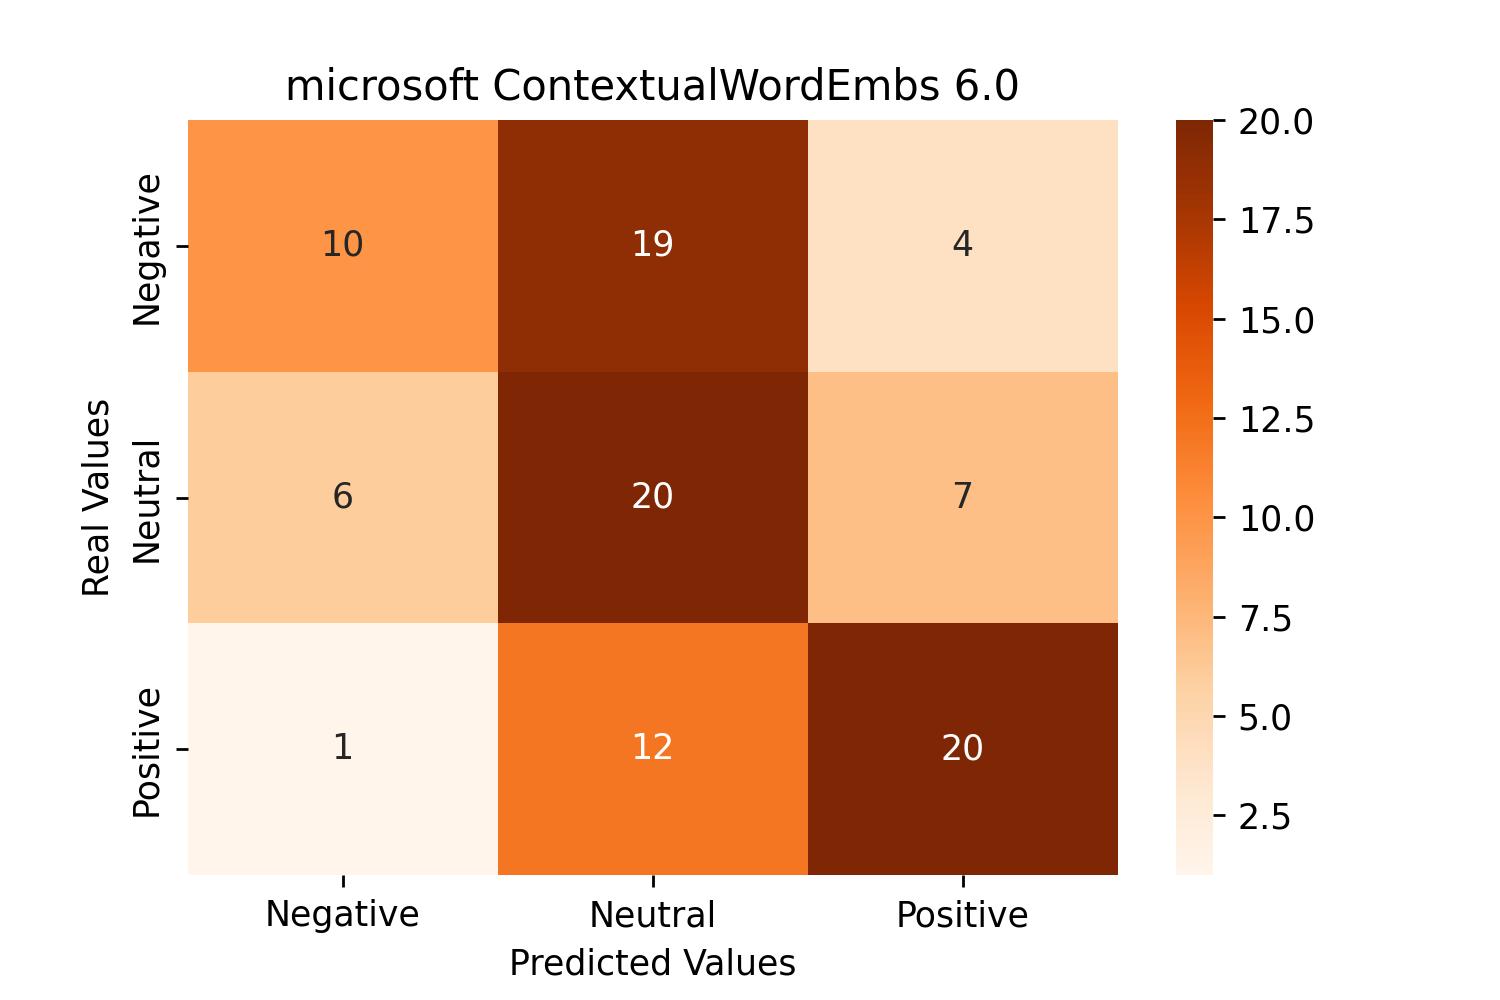 microsoft ContextualWordEmbs 6.0
Real Values
Negative
10 19 4
Neutral
6 20 7
Positive
1 12 20
Negative Neutral Positive
Predicted Values
20.0
17.5
15.0
12.5
10.0
7.5
5.0
2.5